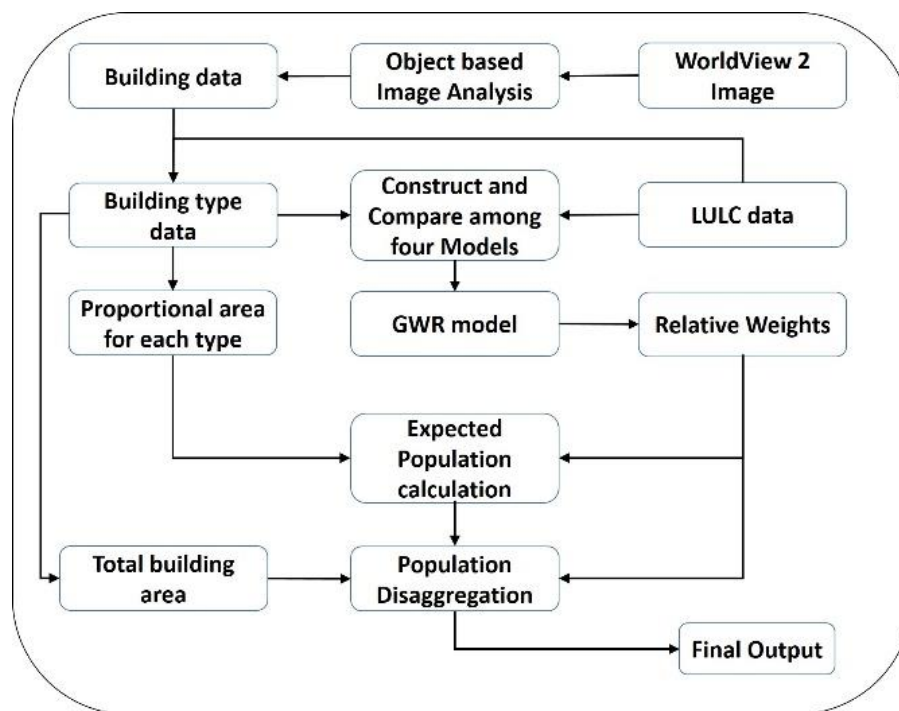 Building data
Object based
Image Analysis
WorldView 2
Image
Building type
data
Construct and
Compare among
four Models
LULC data
Proportional area
for each type
GWR model
Relative Weights
Expected
Population
calculation
Total building
area
Population
Disaggregation
Final Output